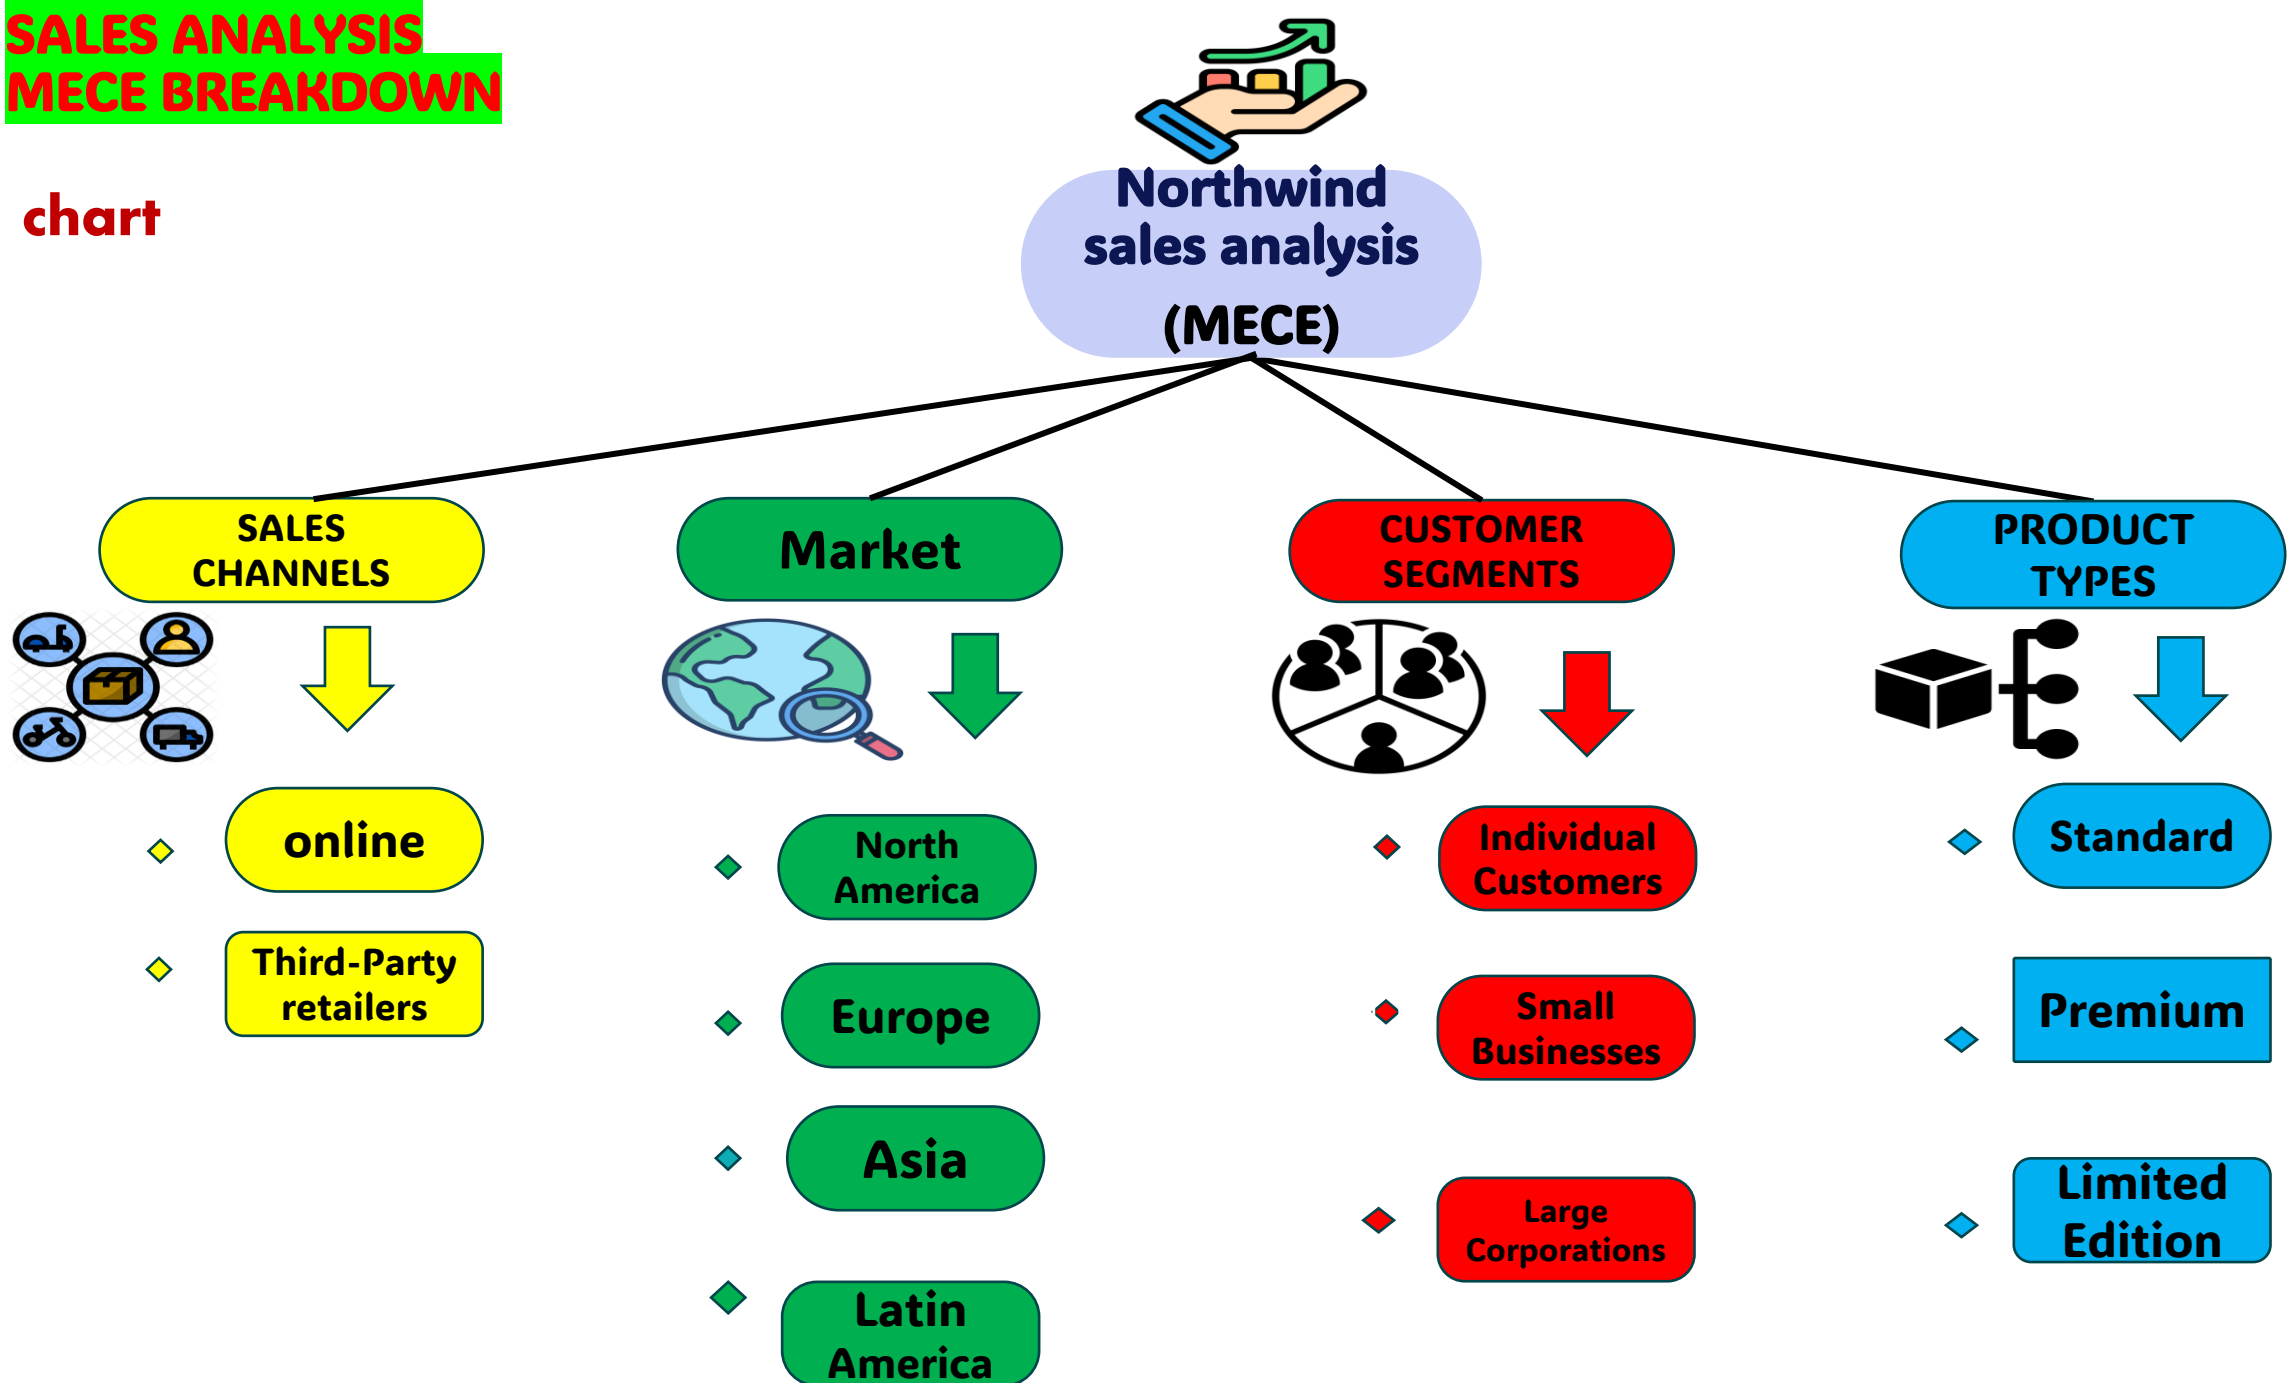 SALES ANALYSIS
MECE BREAKDOWN
chart
Northwind
sales analysis
(MECE)
SALES
CHANNELS
online
Third-Party
retailers
Market
North
America
Europe
Asia
Latin
America
CUSTOMER
SEGMENTS
Individual
Customers
Small
Businesses
Large
Corporations
PRODUCT
TYPES
Standard
Premium
Limited
Edition